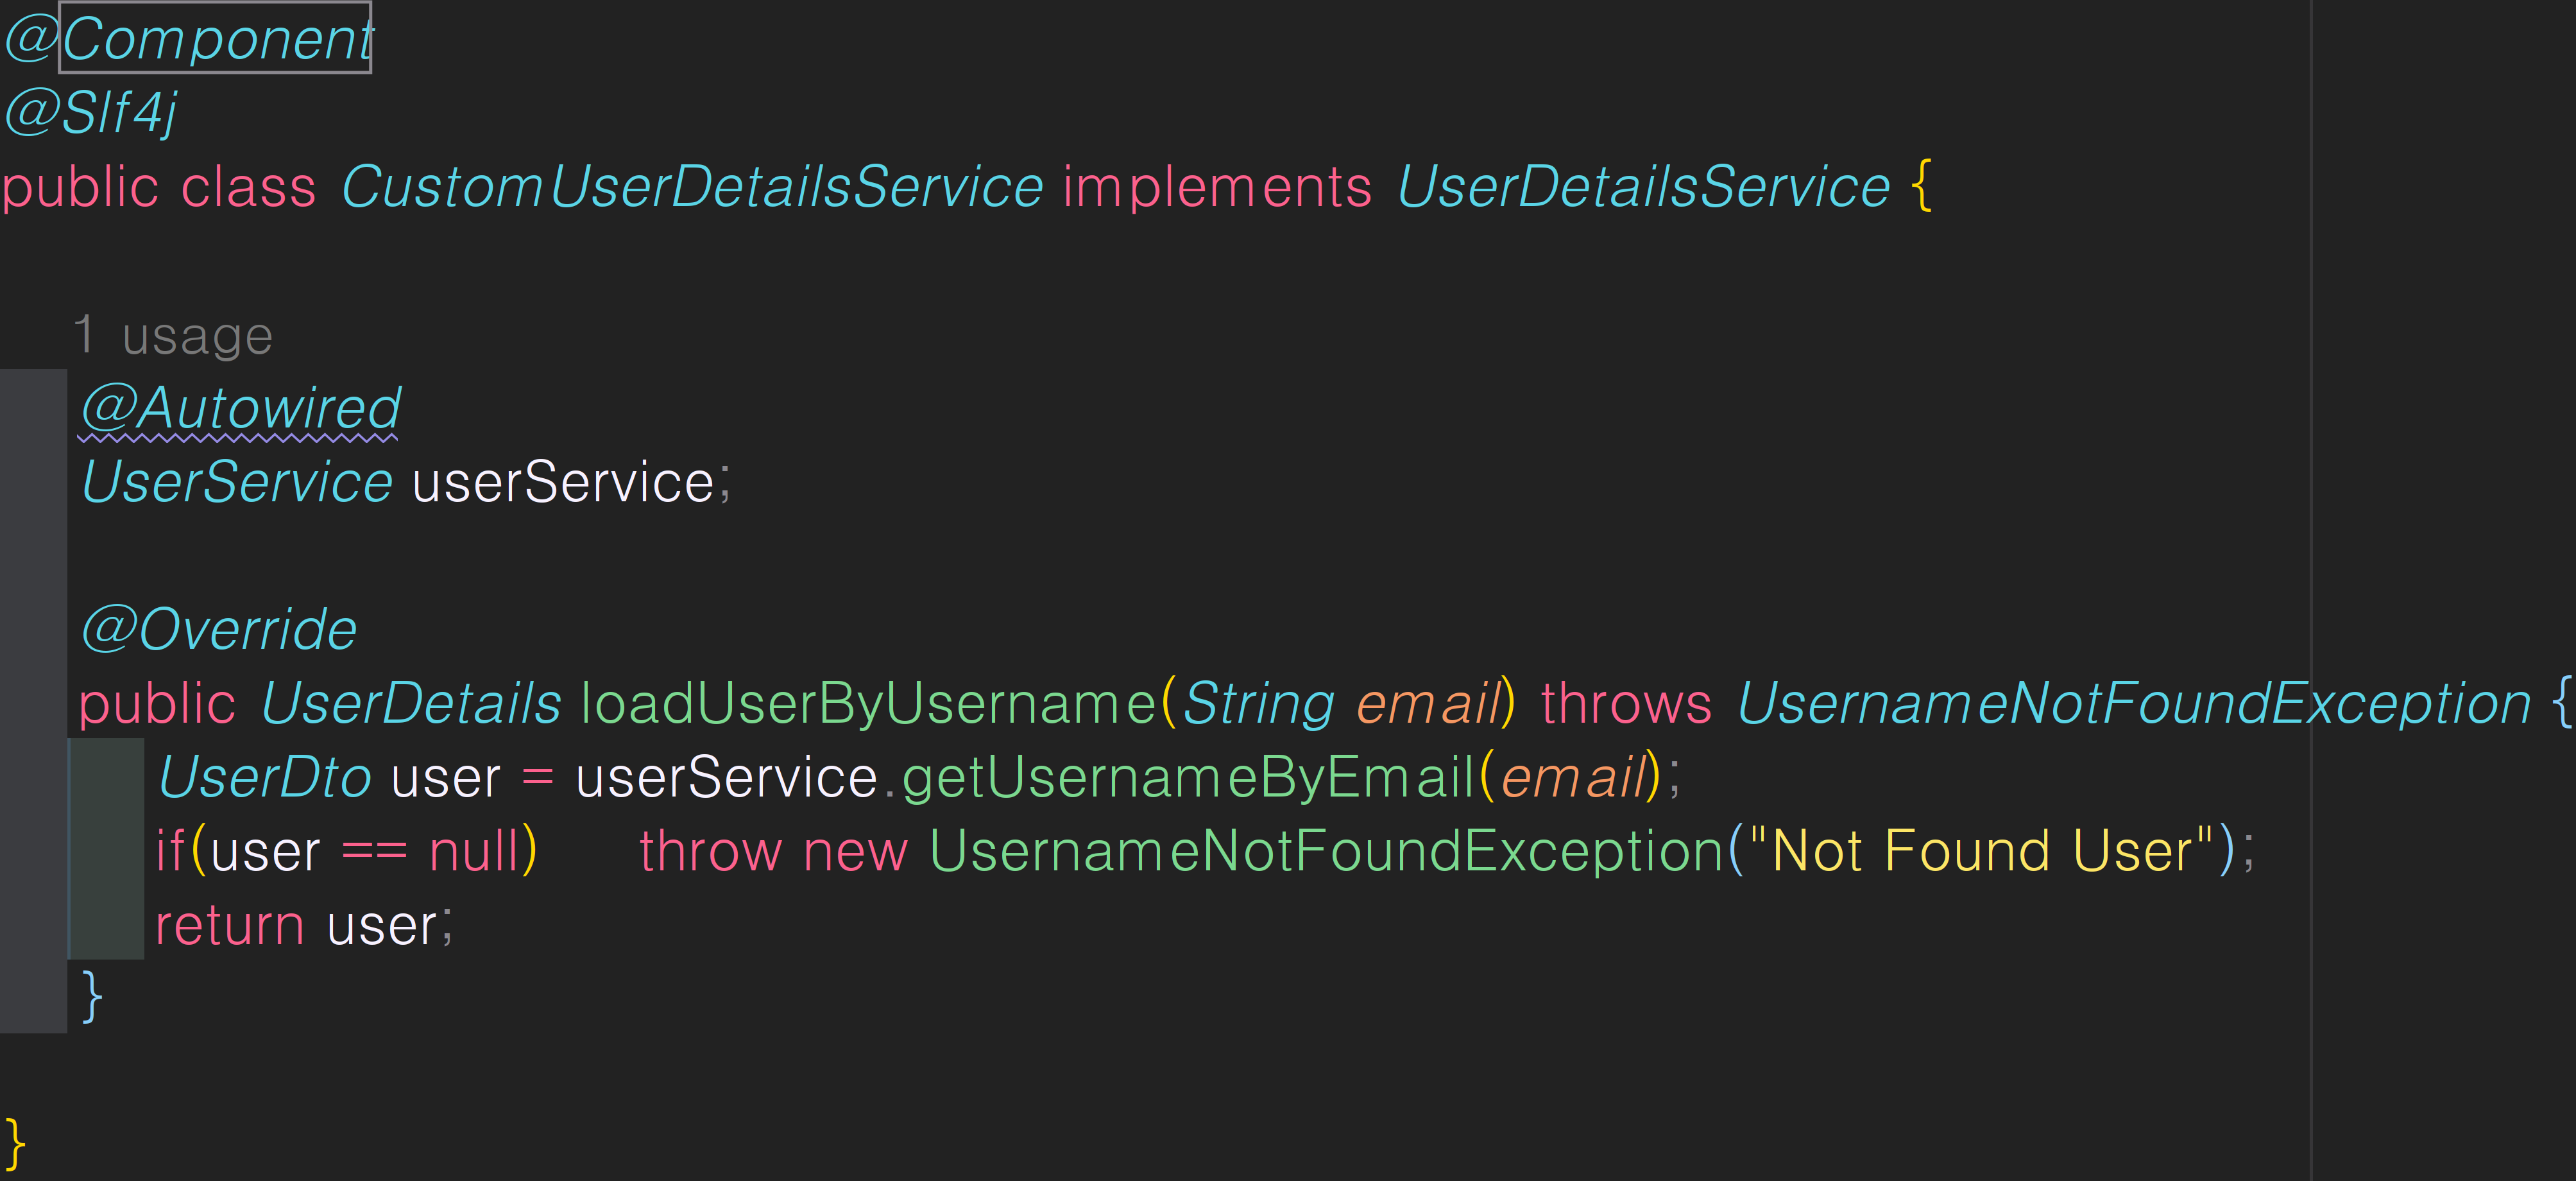 @Component
@Slf4j
public class CustomUserDetailsService implements UserDetailsService {
1 usage
@Autowired
UserService userService;
@Override
public UserDetails loadUserByUsername(String email) throws UsernameNotFoundException {
UserDto user = userService.getUsernameByEmail(email);
if(user == null) throw new UsernameNotFoundException("Not Found User");
return user;
}
}